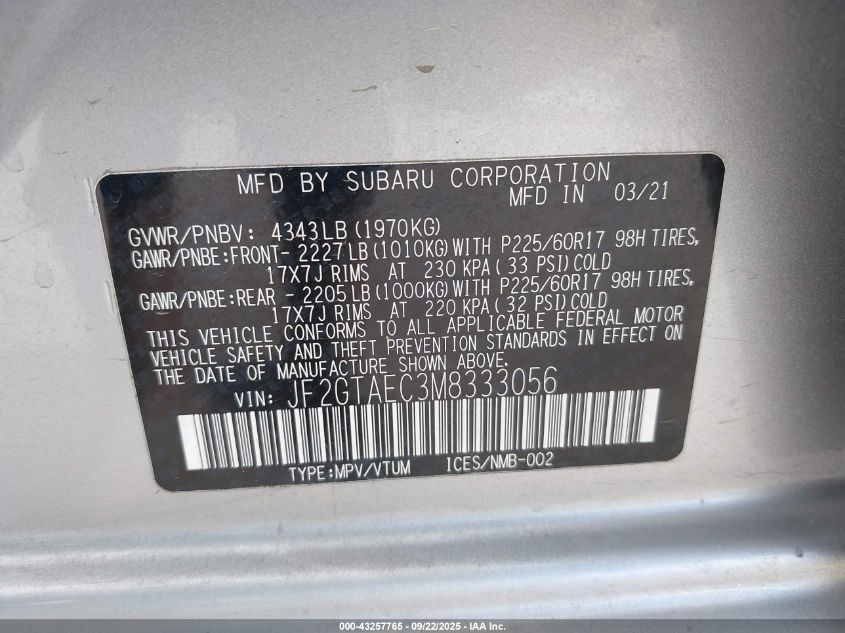 MFD BY SUBARU CORPORATION
MFD IN 03/21
GVWR/PNBV: 4343LB (1970KG)
GAWR/PNBE:FRONT- 2227LB (1010KG)WITH P225/60R17 98H TIRES,
17X7J RIMS AT 230 KPA (33 PSI)COLD
GAWR/PNBE:REAR - 2205LB (1000KG)WITH P225/60R17 98H TIRES,
17X7J RIMS AT 220 KPA (32 PSI)COLD
THIS VEHICLE CONFORMS TO ALL APPLICABLE FEDERAL MOTOR
VEHICLE SAFETY AND THEFT PREVENTION STANDARDS IN EFFECT ON
THE DATE OF MANUFACTURE SHOWN ABOVE.
VIN: JF2GTAEC3M8333056
TYPE:MPV/VTUM ICES/NMB-002
000-43257765 - 09/22/2025 - IAA Inc.